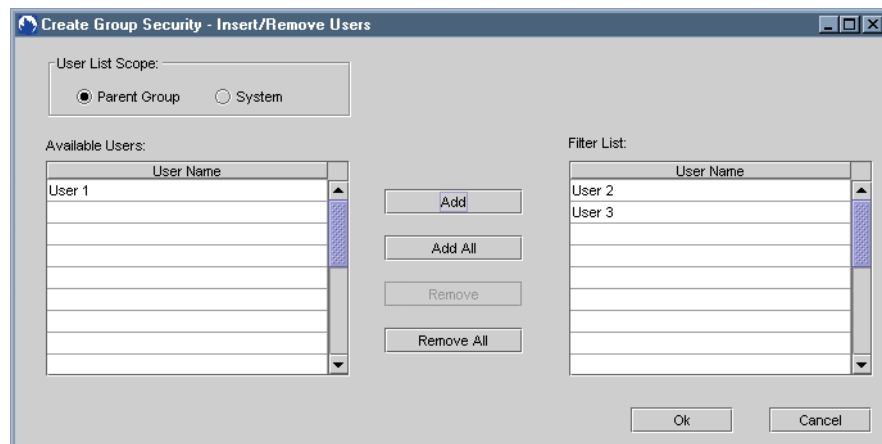 Create Group Security - Insert/Remove Users
User List Scope:
Parent Group System
Available Users:
User Name
User 1
Add
Add All
Remove
Remove All
Filter List:
User Name
User 2
User 3
Ok Cancel